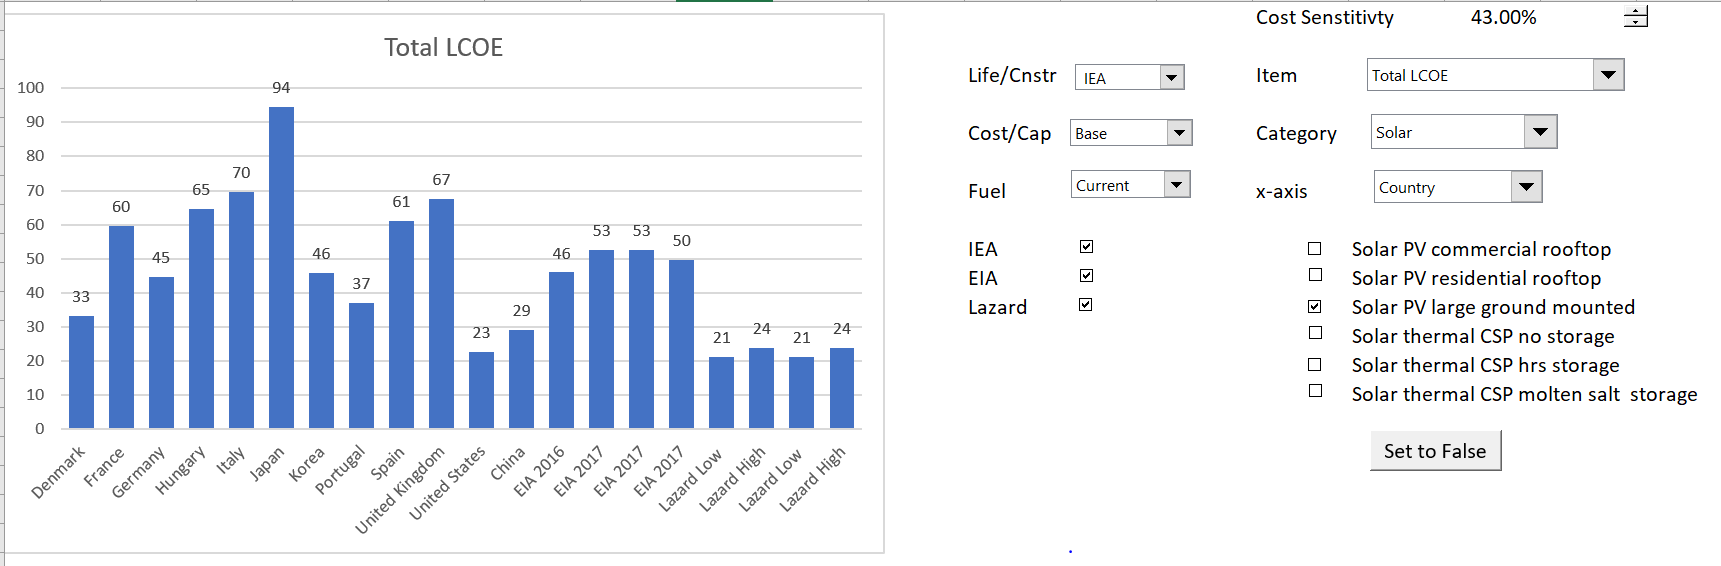 Total LCOE
100
90
80
70
60
50
40
30
20
10
0
33
60
45
65
70
94
46
37
61
67
23
29
46
53
53
50
21
24
21
24
Denmark
France
Germany
Hungary
Italy
Japan
Korea
Portugal
Spain
United Kingdom
United States
China
EIA 2016
EIA 2017
EIA 2017
EIA 2017
Lazard Low
Lazard High
Lazard Low
Lazard High
Cost Senstitivty 43.00%
Life/Cnstr IEA Item Total LCOE
Cost/Cap Base Category Solar
Fuel Current x-axis Country
IEA Solar PV commercial rooftop
EIA Solar PV residential rooftop
Lazard Solar PV large ground mounted
Solar thermal CSP no storage
Solar thermal CSP hrs storage
Solar thermal CSP molten salt storage
Set to False